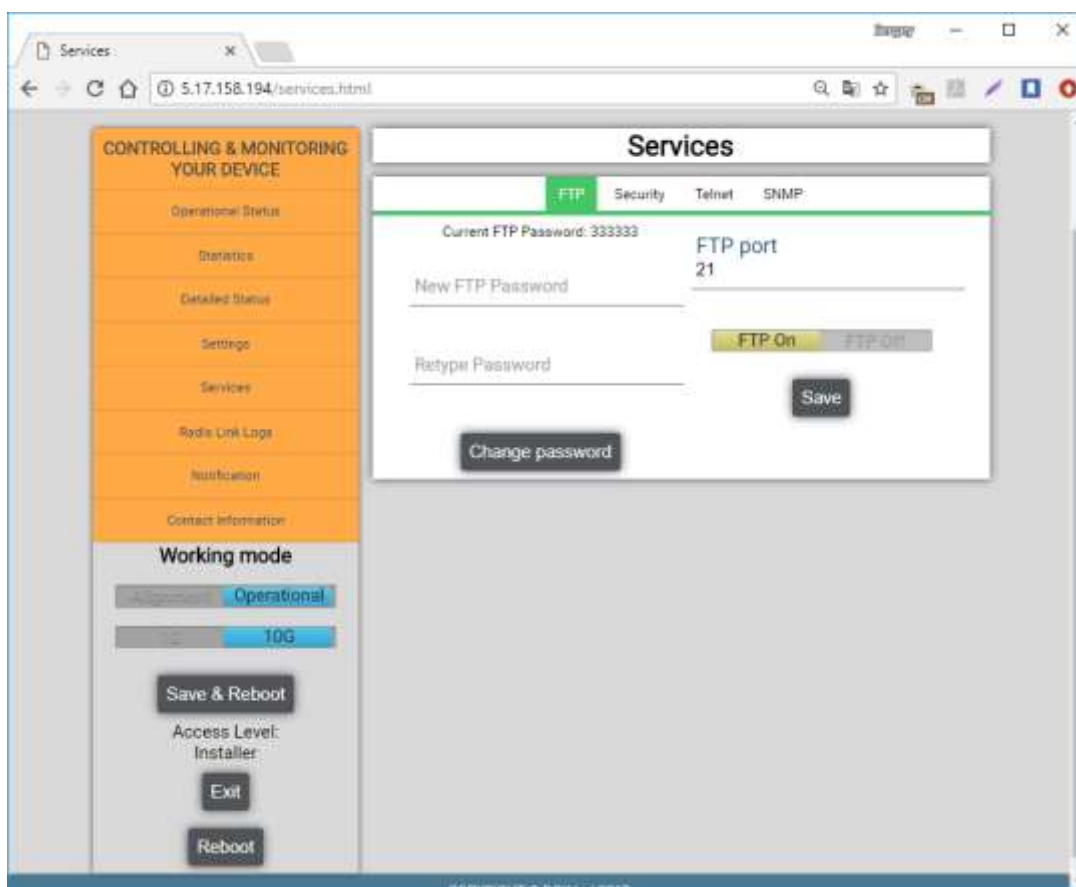 Services
5.17.158.194/services.html
CONTROLLING & MONITORING
YOUR DEVICE
Operational Status
Statistics
Detailed Status
Settings
Services
Radio Link Logs
Notification
Contact Information
Working mode
Alignment Operational
10G
Save & Reboot
Access Level:
Installer
Exit
Reboot
Services
FTP Security Telnet SNMP
Current FTP Password: 333333
New FTP Password
Retype Password
Change password
FTP port
21
FTP On FTP Off
Save